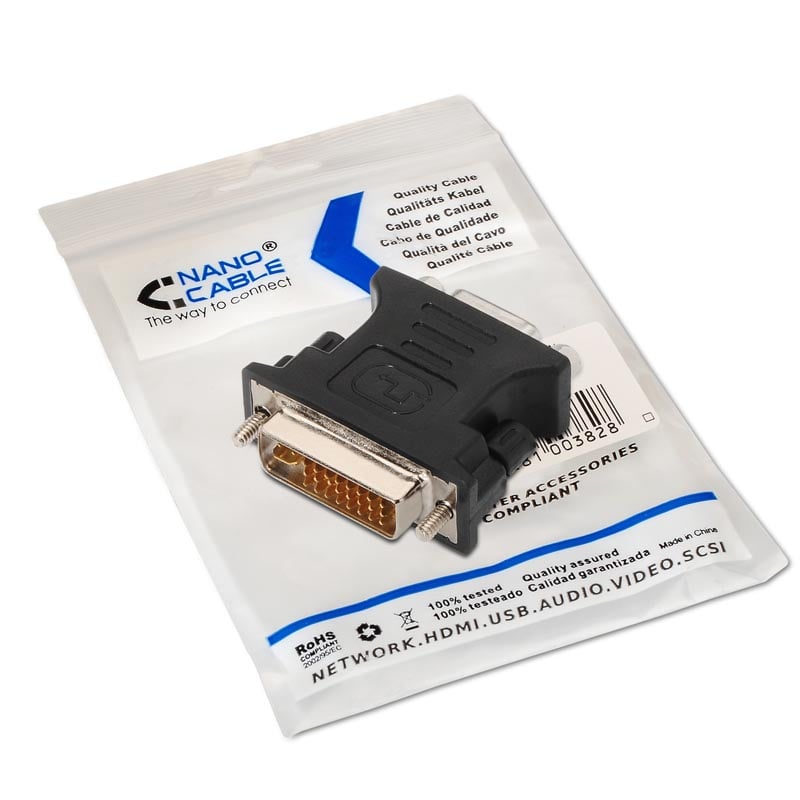 NANO®
CABLE
The way to connect
Quality Cable
Qualitäts Kabel
Cable de Calidad
Cabo de Qualidade
Qualità del Cavo
Qualité Câble
003828
ACCESSORIES
COMPLIANT
RoHS
COMPLIANT
2002/95/EC
100% tested Quality assured Made in China
100% testeado Calidad garantizada
NETWORK.HDMI.USB.AUDIO.VIDEO.SCSI